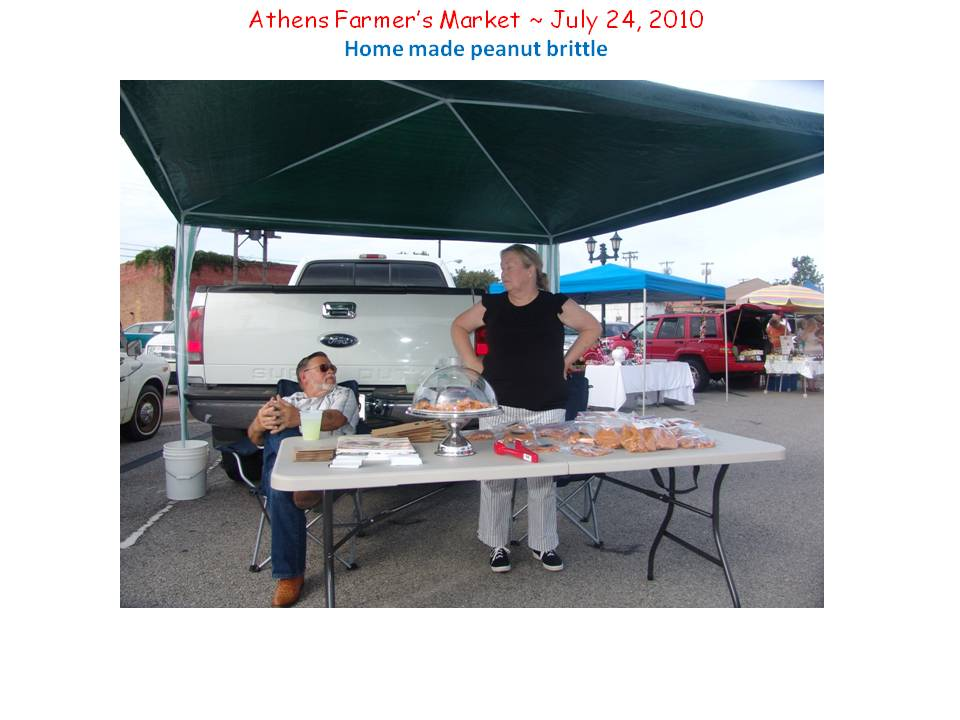 Athens Farmer's Market ~ July 24, 2010
Home made peanut brittle
Ford
SUPER DUTY